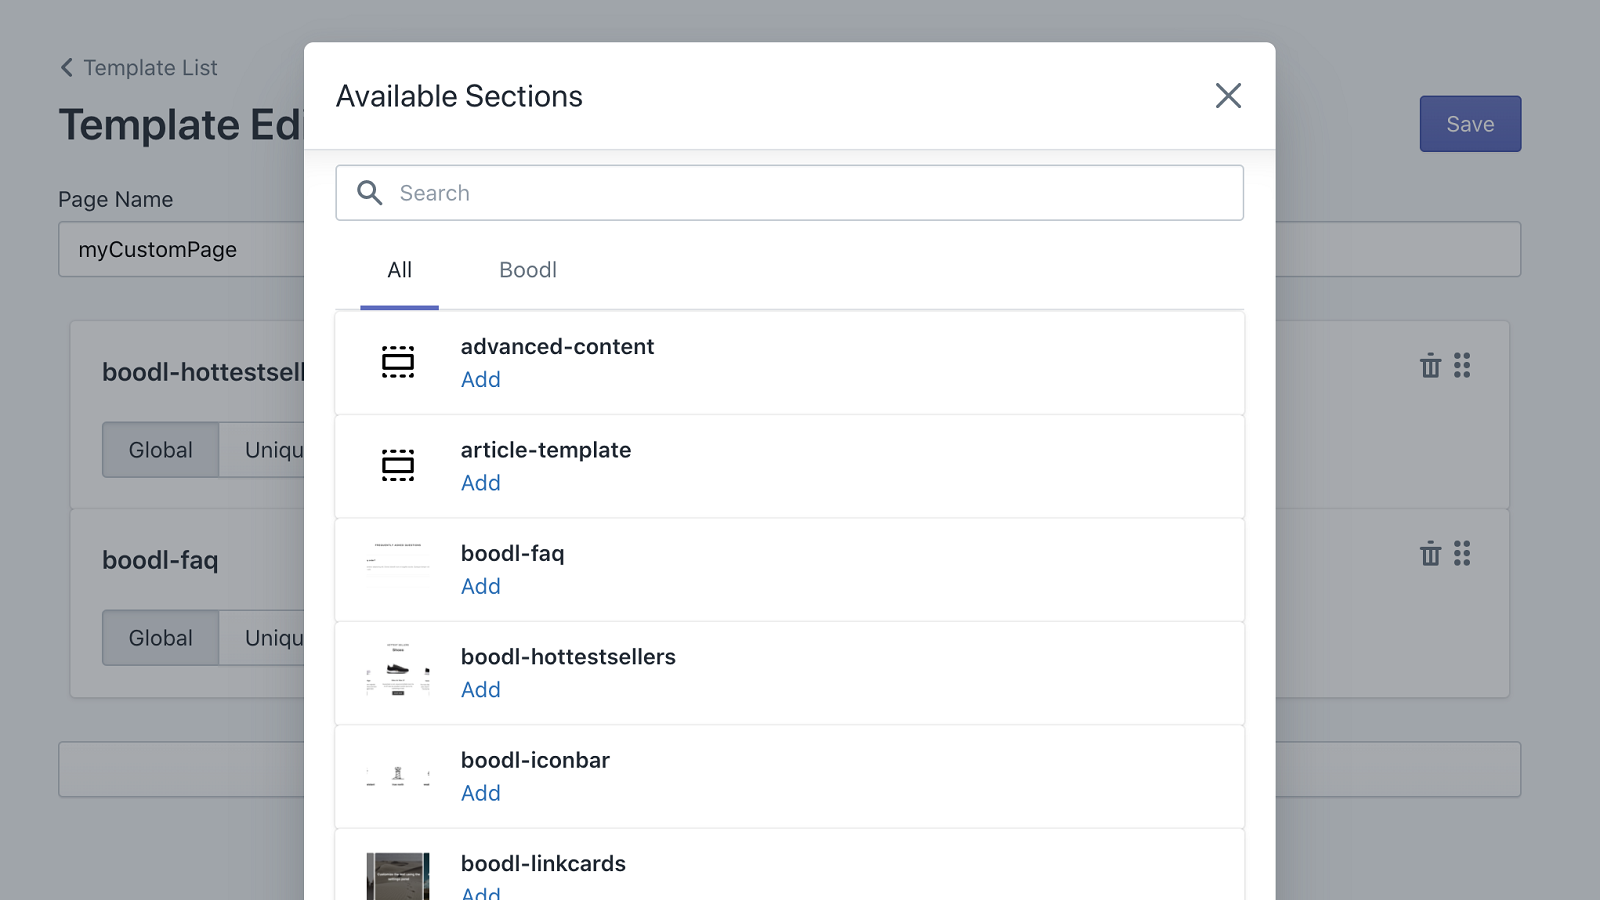 Template List
Template Edi
Save
Page Name
myCustomPage
boodl-hottestsell
Global
Uniqu
boodl-faq
Global
Uniqu
Available Sections
Search
All
Boodl
advanced-content
Add
article-template
Add
boodl-faq
Add
boodl-hottestsellers
Add
boodl-iconbar
Add
boodl-linkcards
Add